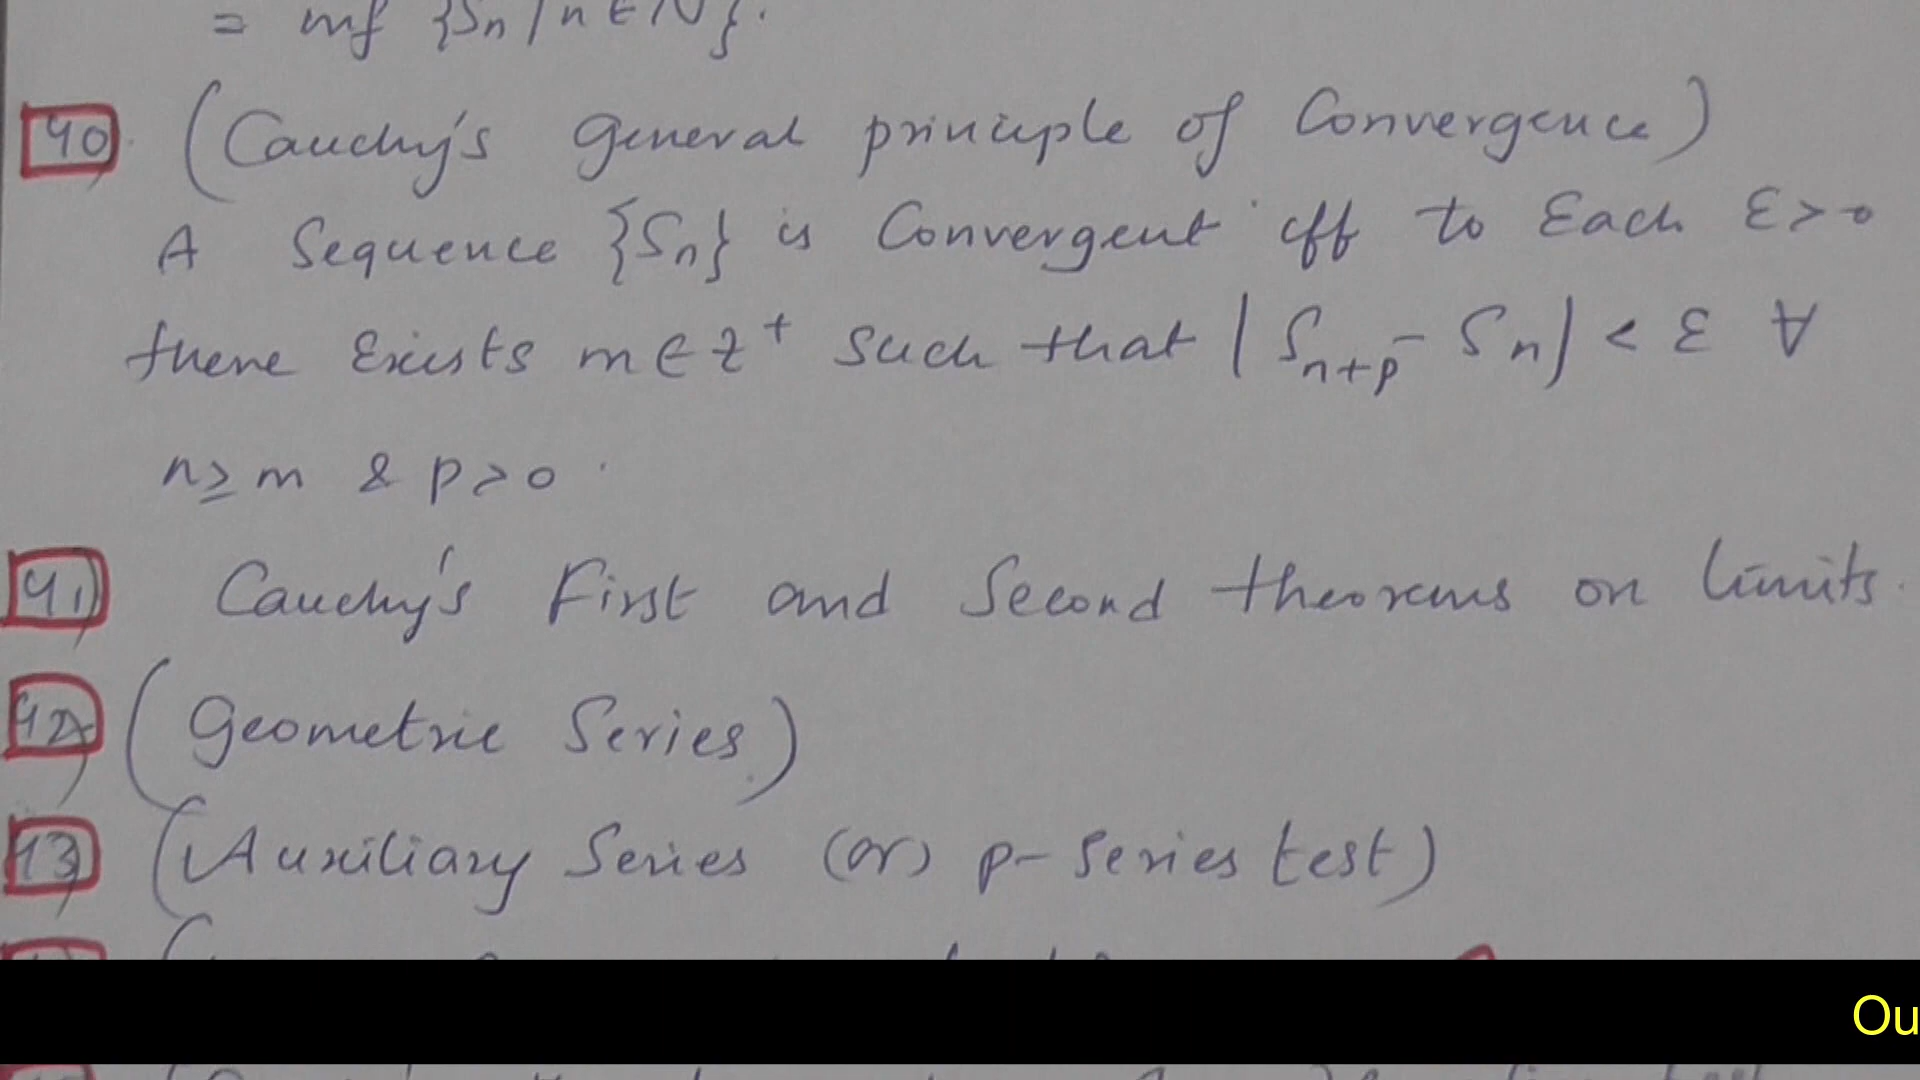 = inf {Sn / n ∈ N}.
40) (Cauchy's general principle of Convergence)
A Sequence {Sn} is Convergent iff to Each ε > 0
there Exists m ∈ Z⁺ such that | Sn+p - Sn | < ε ∀
n ≥ m & p > 0.
41) Cauchy's First and Second theorems on limits.
42) (Geometric Series)
43) (Auxiliary Series (or) p-series test)
Ou